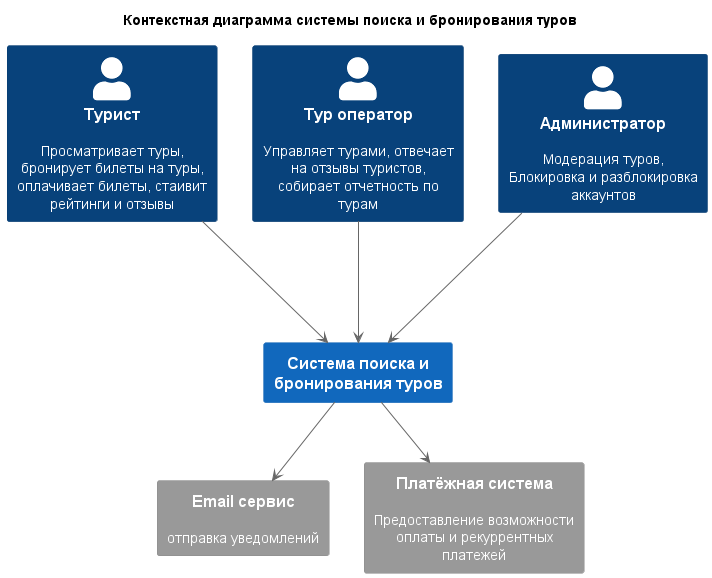 Контекстная диаграмма системы поиска и бронирования туров
Турист
Просматривает туры,
бронирует билеты на туры,
оплачивает билеты, стаивит
рейтинги и отзывы
Тур оператор
Управляет турами, отвечает
на отзывы туристов,
собирает отчетность по
турам
Администратор
Модерация туров,
Блокировка и разблокировка
аккаунтов
Система поиска и
бронирования туров
Email сервис
отправка уведомлений
Платёжная система
Предоставление возможности
оплаты и рекуррентных
платежей